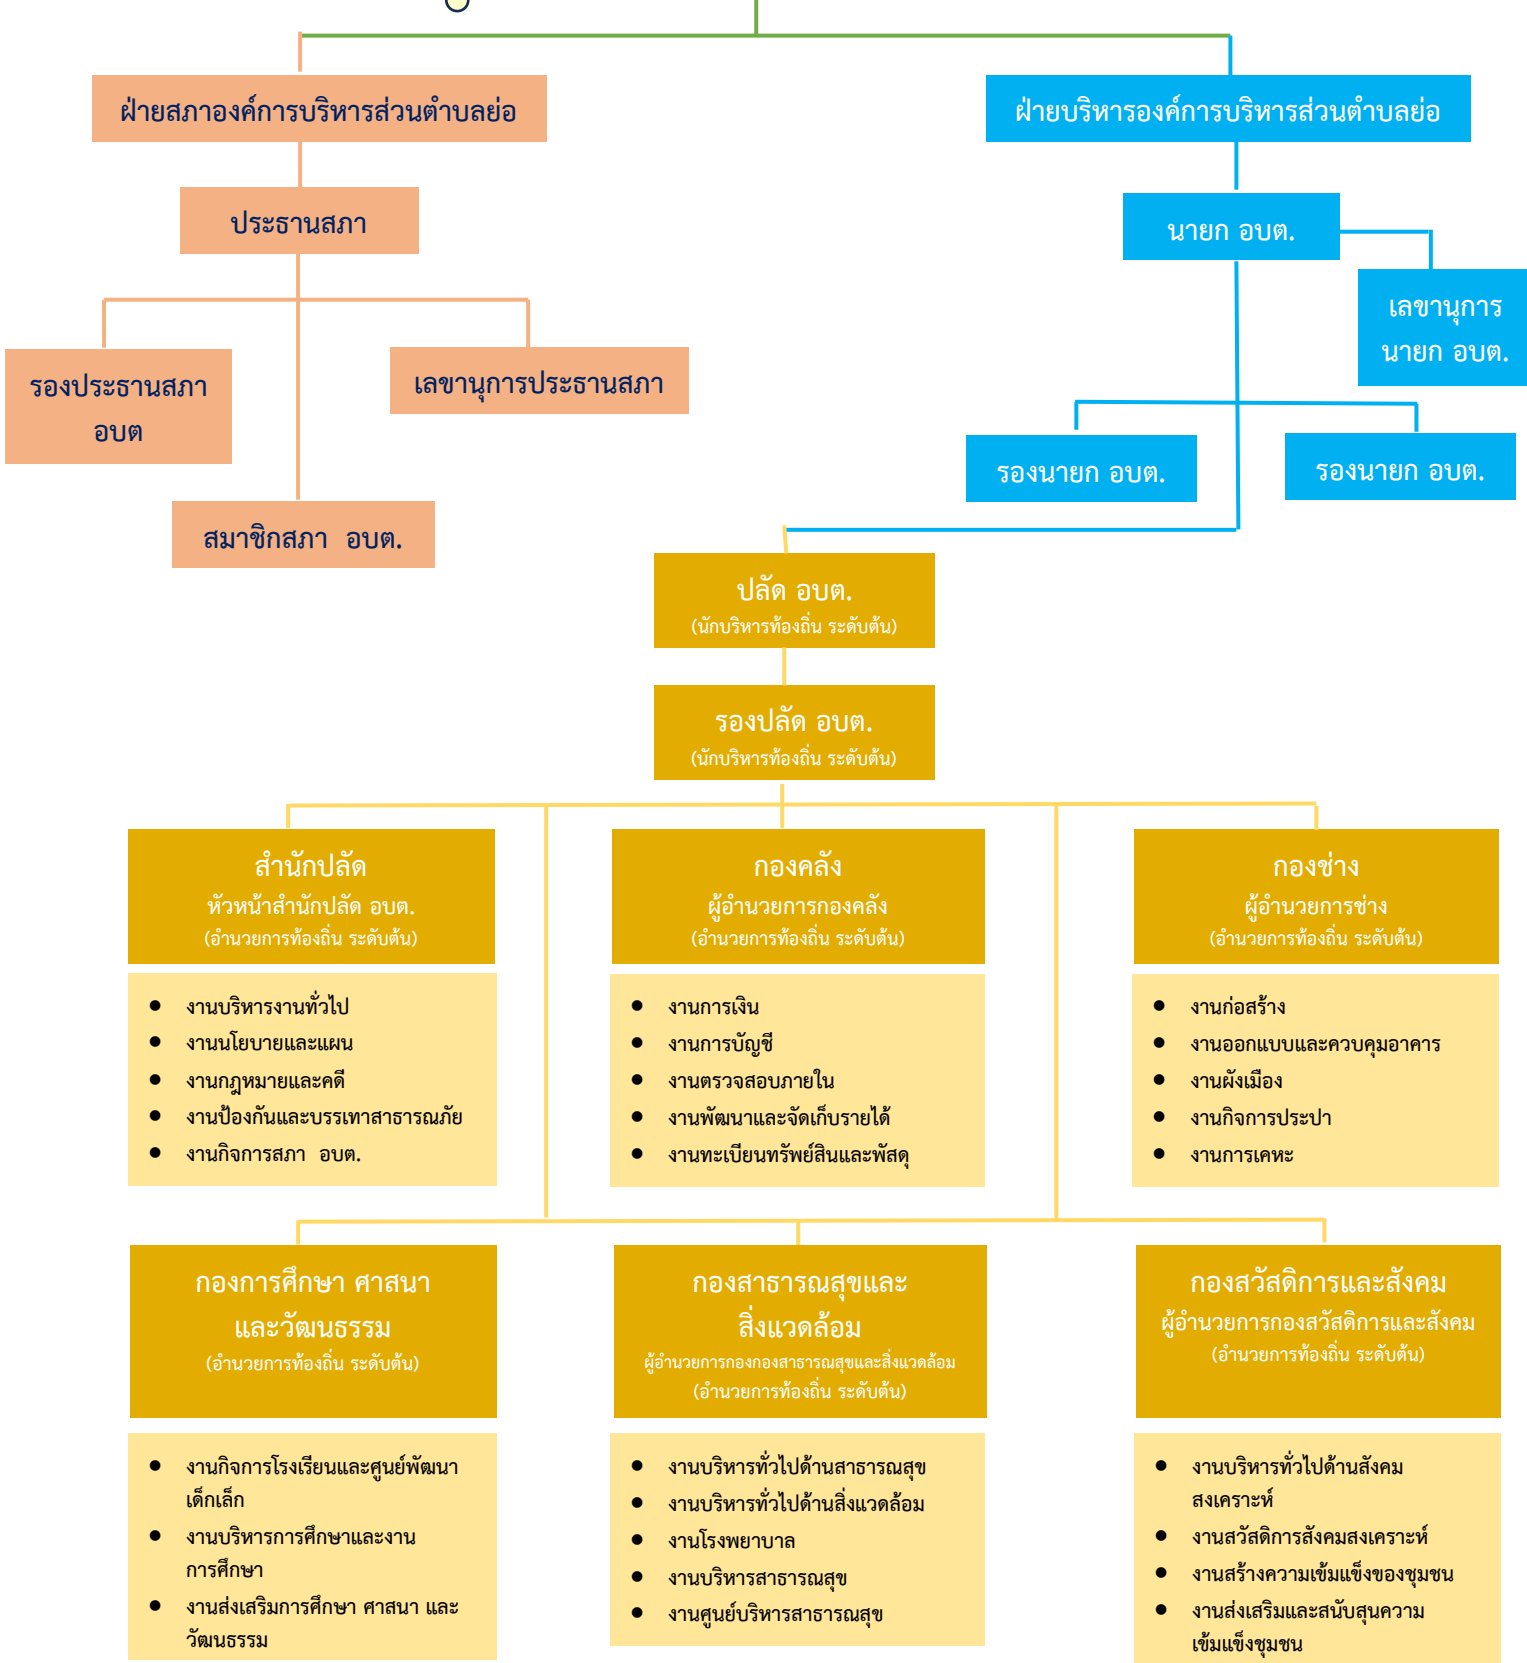 ฝ่ายสภาองค์การบริหารส่วนตำบลย่อ
ฝ่ายบริหารองค์การบริหารส่วนตำบลย่อ
ประธานสภา
นายก อบต.
เลขานุการ
นายก อบต.
รองประธานสภา
อบต
เลขานุการประธานสภา
รองนายก อบต.
รองนายก อบต.
สมาชิกสภา อบต.
ปลัด อบต.
(นักบริหารท้องถิ่น ระดับต้น)
รองปลัด อบต.
(นักบริหารท้องถิ่น ระดับต้น)
สำนักปลัด
หัวหน้าสำนักปลัด อบต.
(อำนวยการท้องถิ่น ระดับต้น)
กองคลัง
ผู้อำนวยการกองคลัง
(อำนวยการท้องถิ่น ระดับต้น)
กองช่าง
ผู้อำนวยการช่าง
(อำนวยการท้องถิ่น ระดับต้น)
● งานบริหารงานทั่วไป
● งานนโยบายและแผน
● งานกฎหมายและคดี
● งานป้องกันและบรรเทาสาธารณภัย
● งานกิจการสภา อบต.
● งานการเงิน
● งานการบัญชี
● งานตรวจสอบภายใน
● งานพัฒนาและจัดเก็บรายได้
● งานทะเบียนทรัพย์สินและพัสดุ
● งานก่อสร้าง
● งานออกแบบและควบคุมอาคาร
● งานผังเมือง
● งานกิจการประปา
● งานการเคหะ
กองการศึกษา ศาสนา
และวัฒนธรรม
(อำนวยการท้องถิ่น ระดับต้น)
กองสาธารณสุขและ
สิ่งแวดล้อม
ผู้อำนวยการกองกองสาธารณสุขและสิ่งแวดล้อม
(อำนวยการท้องถิ่น ระดับต้น)
กองสวัสดิการและสังคม
ผู้อำนวยการกองสวัสดิการและสังคม
(อำนวยการท้องถิ่น ระดับต้น)
● งานกิจการโรงเรียนและศูนย์พัฒนา
เด็กเล็ก
● งานบริหารการศึกษาและงาน
การศึกษา
● งานส่งเสริมการศึกษา ศาสนา และ
วัฒนธรรม
● งานบริหารทั่วไปด้านสาธารณสุข
● งานบริหารทั่วไปด้านสิ่งแวดล้อม
● งานโรงพยาบาล
● งานบริหารสาธารณสุข
● งานศูนย์บริหารสาธารณสุข
● งานบริหารทั่วไปด้านสังคม
สงเคราะห์
● งานสวัสดิการสังคมสงเคราะห์
● งานสร้างความเข้มแข็งของชุมชน
● งานส่งเสริมและสนับสุนความ
เข้มแข็งชุมชน